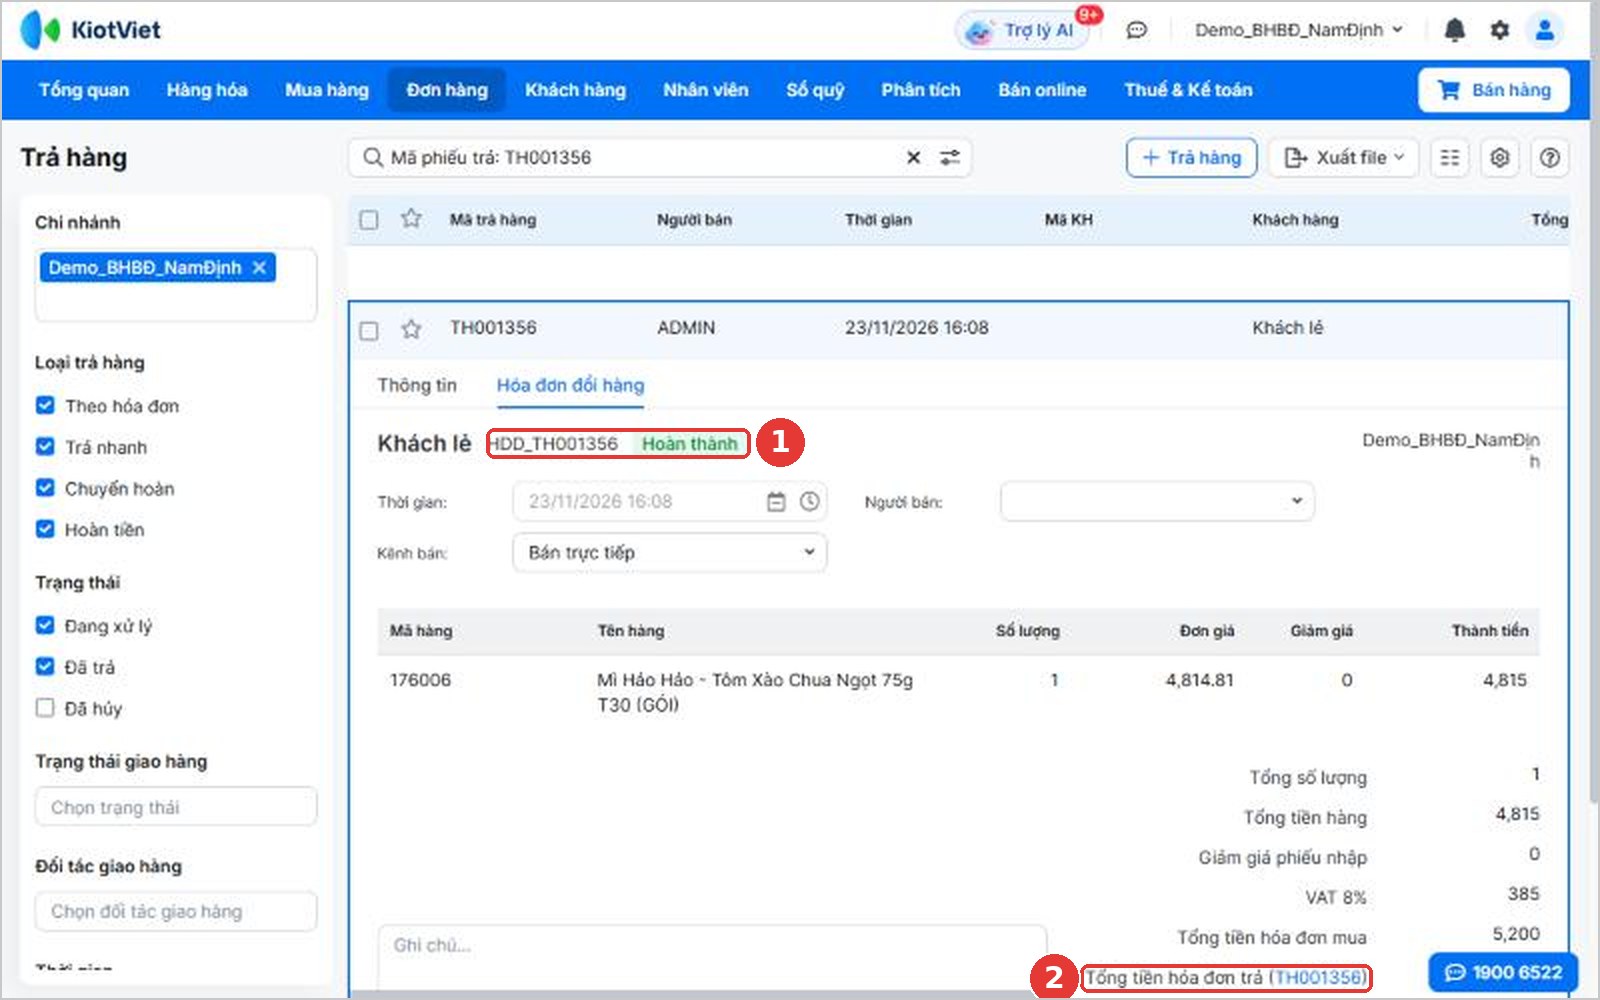 KiotViet
Trợ lý AI
9+
Demo_BHBĐ_NamĐịnh
Tổng quan
Hàng hóa
Mua hàng
Đơn hàng
Khách hàng
Nhân viên
Sổ quỹ
Phân tích
Bán online
Thuế & Kế toán
Bán hàng
Trả hàng
Mã phiếu trả: TH001356
Trả hàng
Xuất file
Chi nhánh
Demo_BHBĐ_NamĐịnh
Loại trả hàng
Theo hóa đơn
Trả nhanh
Chuyển hoàn
Hoàn tiền
Trạng thái
Đang xử lý
Đã trả
Đã hủy
Trạng thái giao hàng
Chọn trạng thái
Đối tác giao hàng
Chọn đối tác giao hàng
Thời gian
Mã trả hàng Người bán Thời gian Mã KH Khách hàng Tổng
TH001356 ADMIN 23/11/2026 16:08 Khách lẻ
Thông tin
Hóa đơn đổi hàng
Khách lẻ HDD_TH001356 Hoàn thành 1
Demo_BHBĐ_NamĐịn
h
Thời gian: 23/11/2026 16:08
Người bán:
Kênh bán: Bán trực tiếp
Mã hàng Tên hàng Số lượng Đơn giá Giảm giá Thành tiền
176006 Mì Hảo Hảo - Tôm Xào Chua Ngọt 75g 1 4,814.81 0 4,815
T30 (GÓI)
Tổng số lượng 1
Tổng tiền hàng 4,815
Giảm giá phiếu nhập 0
VAT 8% 385
Tổng tiền hóa đơn mua 5,200
Ghi chú...
2 Tổng tiền hóa đơn trả (TH001356)
1900 6522